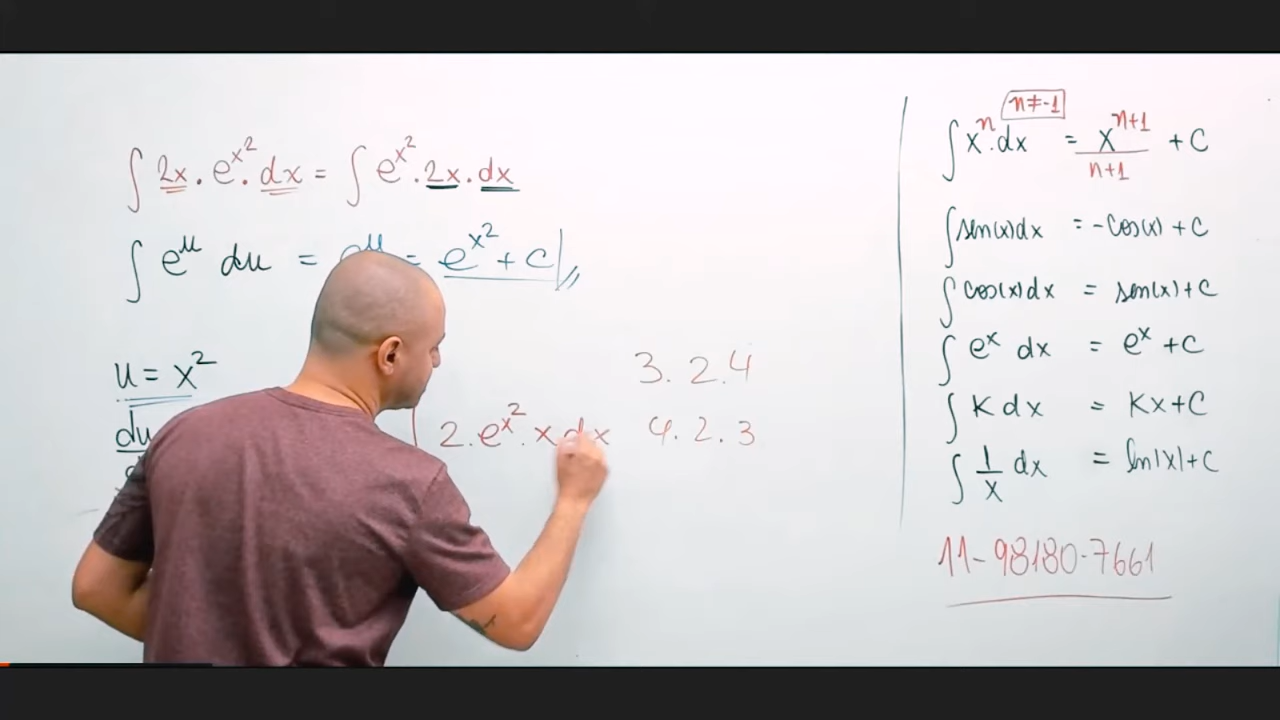 ∫ 2x . e^x² . dx = ∫ e^x² . 2x . dx
∫ e^u du = e^u = e^x² + C
u = x²
du
∫ 2 . e^x² . x dx
3 . 2 . 4
4 . 2 . 3
n ≠ -1
∫ x^n . dx = x^(n+1) / (n+1) + C
∫ sen(x) dx = -cos(x) + C
∫ cos(x) dx = sen(x) + C
∫ e^x dx = e^x + C
∫ K dx = Kx + C
∫ 1/x dx = ln|x| + C
11-98180-7661